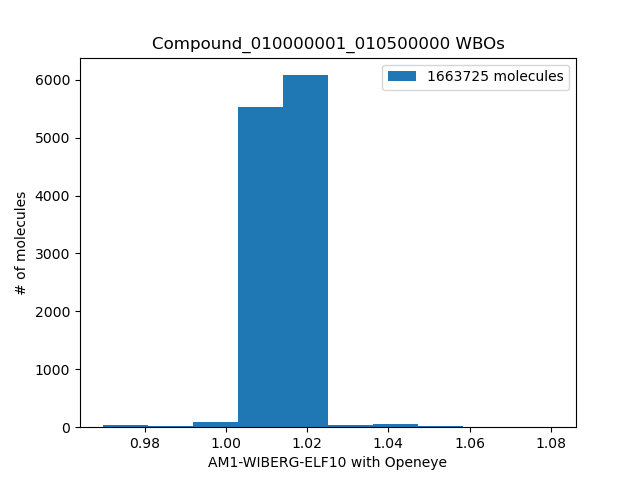 Compound_010000001_010500000 WBOs
1663725 molecules
6000
5000
4000
3000
2000
1000
0
# of molecules
0.98 1.00 1.02 1.04 1.06 1.08
AM1-WIBERG-ELF10 with Openeye